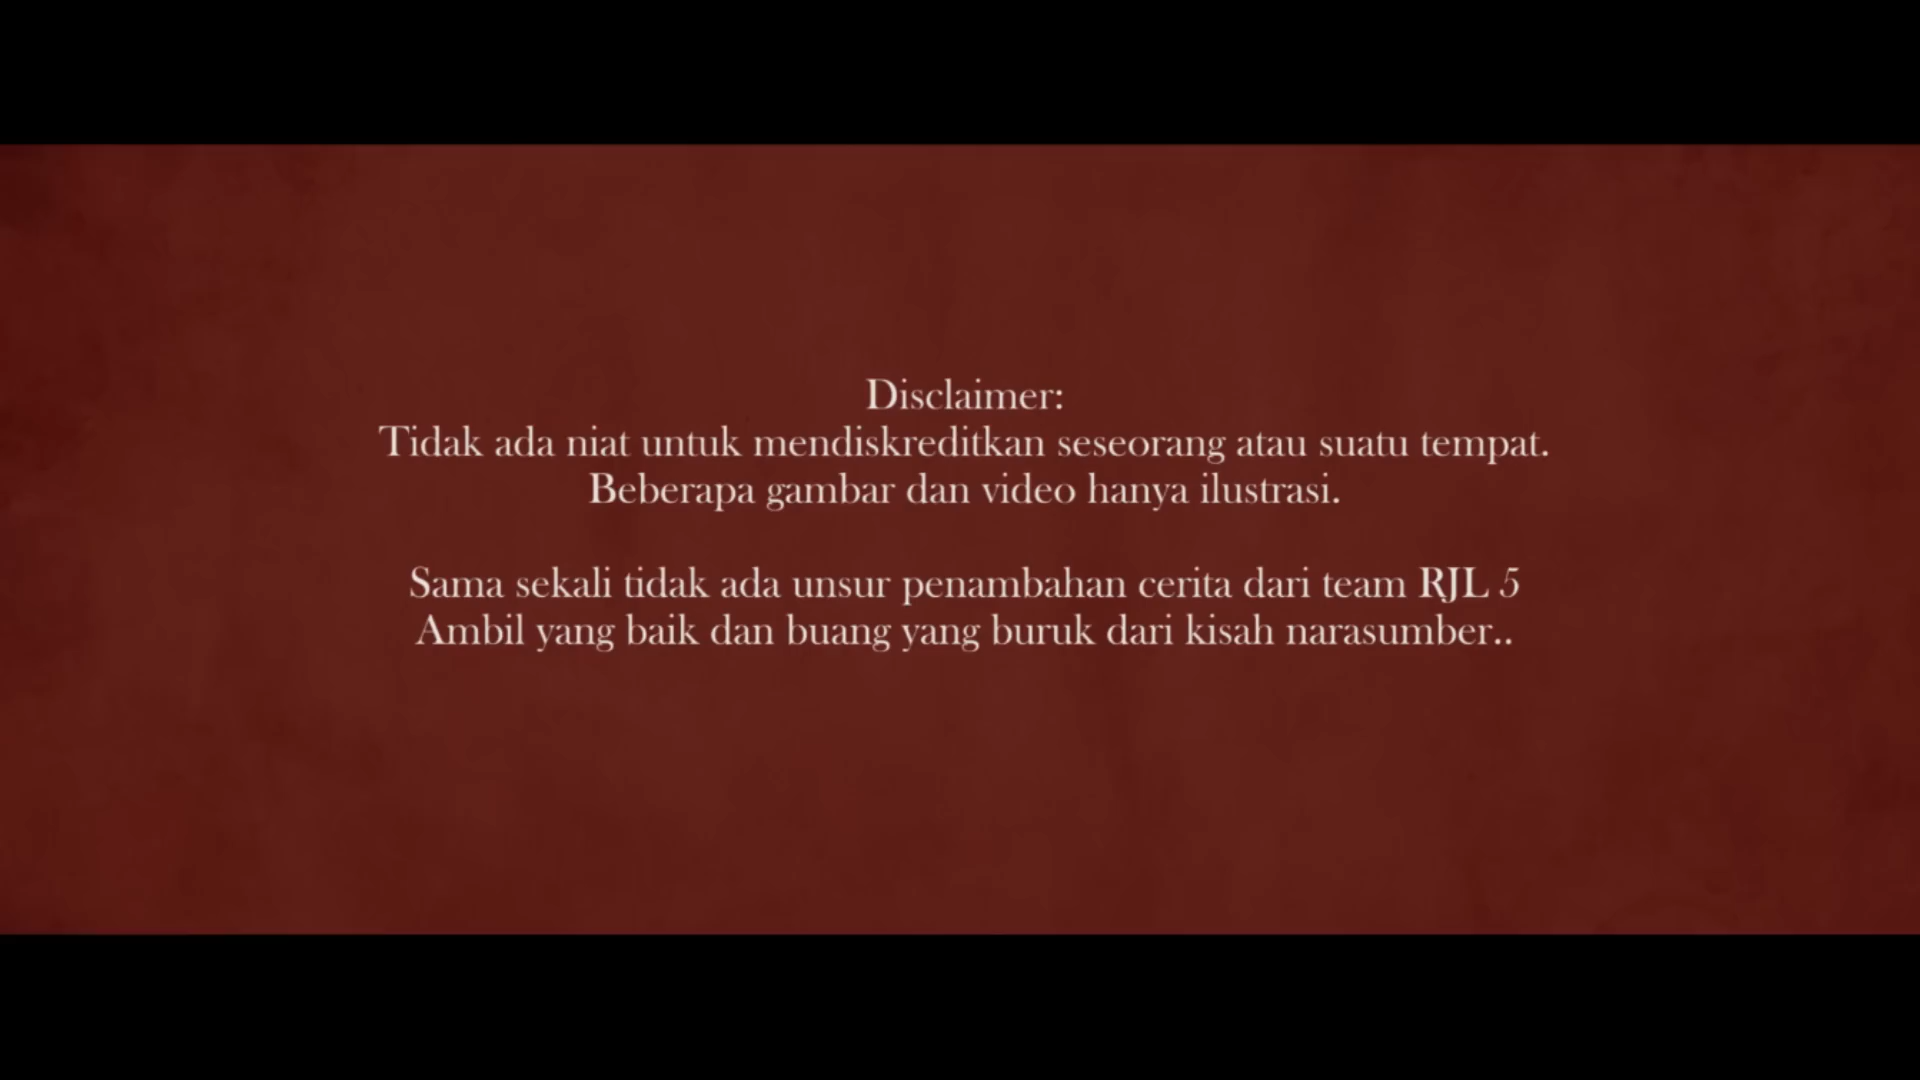 Disclaimer:
Tidak ada niat untuk mendiskreditkan seseorang atau suatu tempat.
Beberapa gambar dan video hanya ilustrasi.
Sama sekali tidak ada unsur penambahan cerita dari team RJL 5
Ambil yang baik dan buang yang buruk dari kisah narasumber..